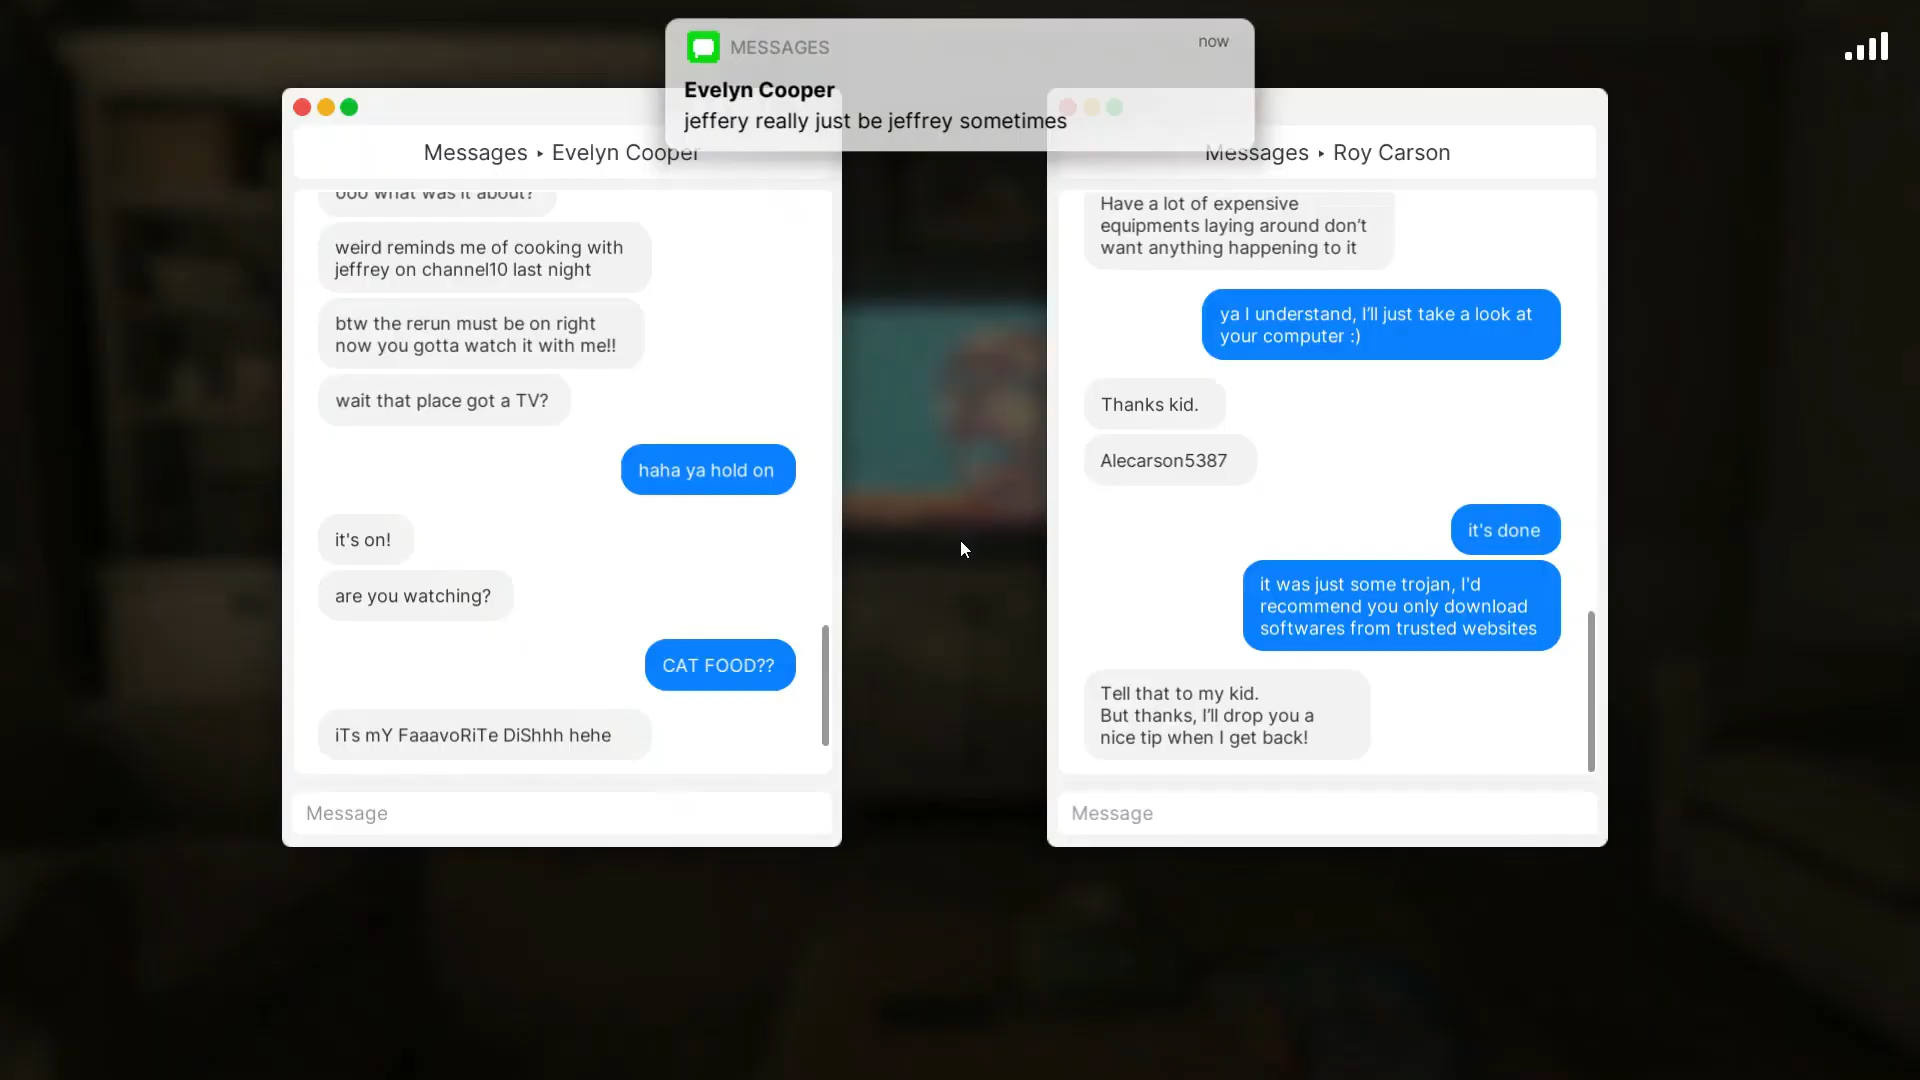 MESSAGES
now
Evelyn Cooper
jeffery really just be jeffrey sometimes
Messages ‣ Evelyn Cooper
ooo what was it about?
weird reminds me of cooking with
jeffrey on channel10 last night
btw the rerun must be on right
now you gotta watch it with me!!
wait that place got a TV?
haha ya hold on
it's on!
are you watching?
CAT FOOD??
iTs mY FaaavoRiTe DiShhh hehe
Message
Messages ‣ Roy Carson
Have a lot of expensive
equipments laying around don’t
want anything happening to it
ya I understand, I’ll just take a look at
your computer :)
Thanks kid.
Alecarson5387
it's done
it was just some trojan, I'd
recommend you only download
softwares from trusted websites
Tell that to my kid.
But thanks, I’ll drop you a
nice tip when I get back!
Message